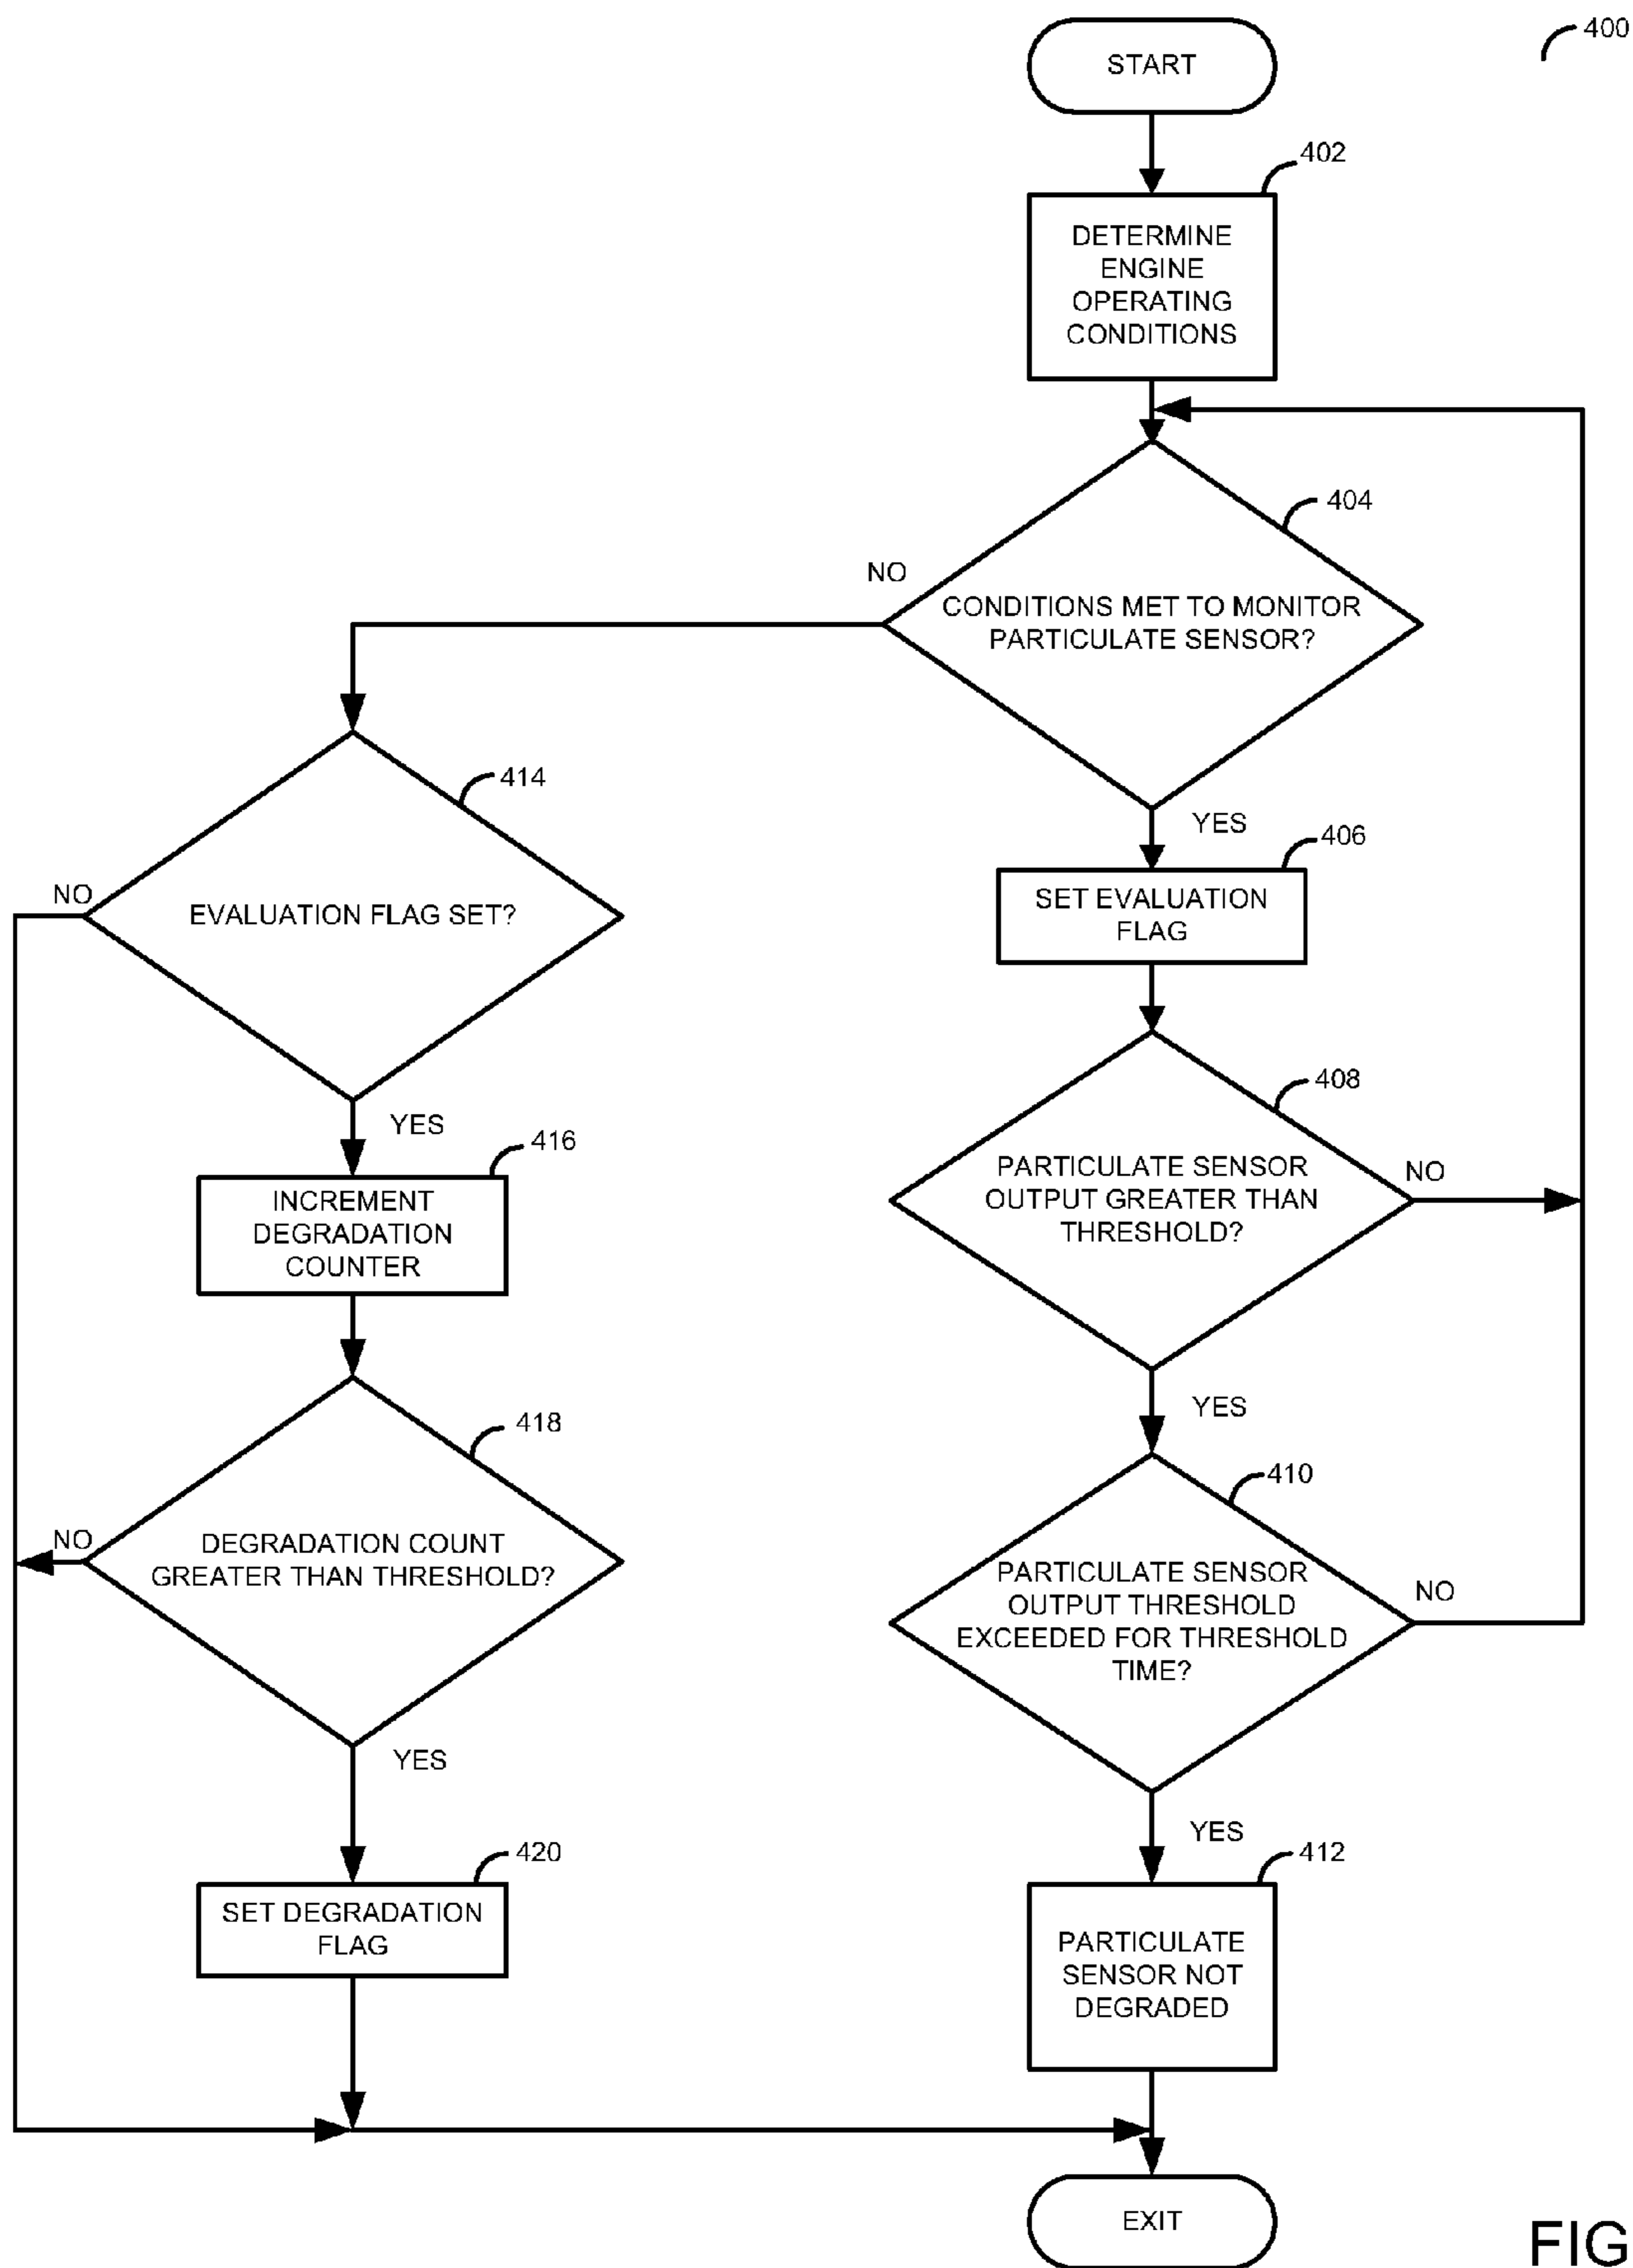 400
START
402
DETERMINE
ENGINE
OPERATING
CONDITIONS
404
NO
CONDITIONS MET TO MONITOR
PARTICULATE SENSOR?
YES
414
NO
EVALUATION FLAG SET?
YES
406
SET EVALUATION
FLAG
408
PARTICULATE SENSOR
OUTPUT GREATER THAN
THRESHOLD?
NO
YES
416
INCREMENT
DEGRADATION
COUNTER
418
NO
DEGRADATION COUNT
GREATER THAN THRESHOLD?
YES
410
PARTICULATE SENSOR
OUTPUT THRESHOLD
EXCEEDED FOR THRESHOLD
TIME?
NO
YES
420
SET DEGRADATION
FLAG
412
PARTICULATE
SENSOR NOT
DEGRADED
EXIT
FIG